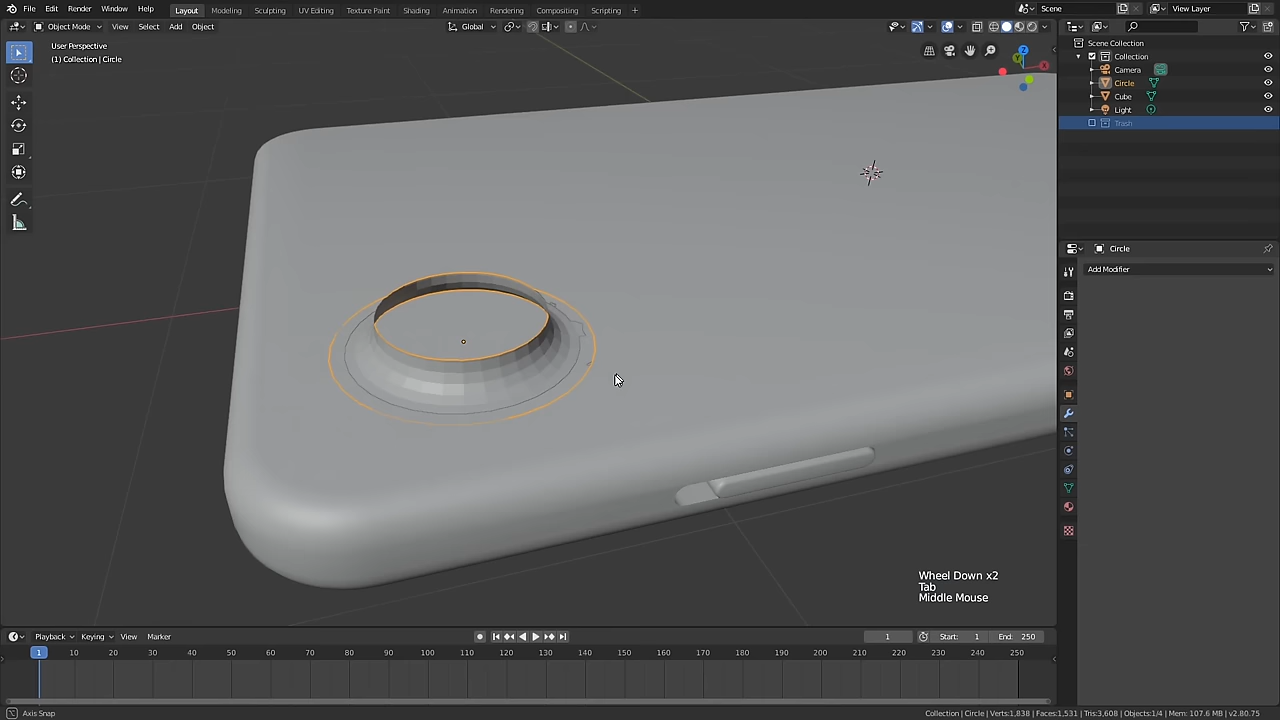 File Edit Render Window Help Layout Modeling Sculpting UV Editing Texture Paint Shading Animation Rendering Compositing Scripting + Scene View Layer
Object Mode View Select Add Object Global
User Perspective
(1) Collection | Circle
Scene Collection
Collection
Camera
Circle
Cube
Light
Trash
Circle
Add Modifier
Wheel Down x2
Tab
Middle Mouse
Playback Keying View Marker 1 Start: 1 End: 250
1 10 20 30 40 50 60 70 80 90 100 110 120 130 140 150 160 170 180 190 200 210 220 230 240 250
Axis Snap Collection | Circle | Verts:1,838 | Faces:1,531 | Tris:3,608 | Objects:1/4 | Mem: 107.6 MB | v2.80.75